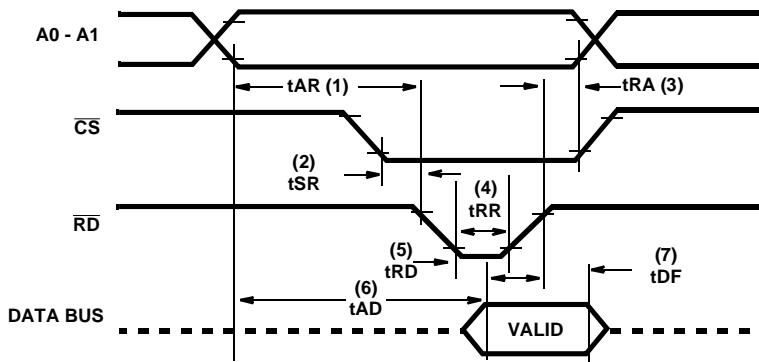 A0 - A1
tAR (1)
tRA (3)
CS
(2)
tSR
(4)
tRR
RD
(5)
tRD
(7)
tDF
(6)
tAD
DATA BUS
VALID